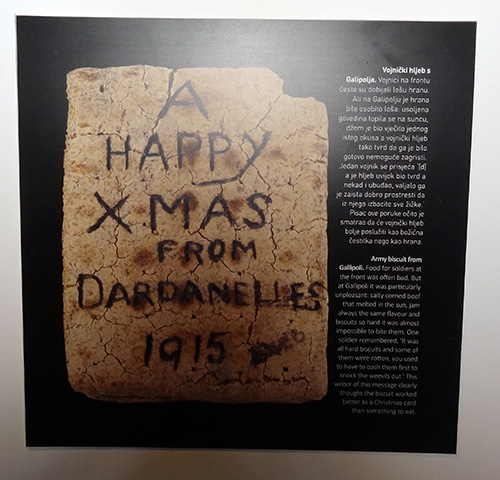 A
HAPPY
XMAS
FROM
DARDANELLES
1915
Vojnički hljeb s
Galipolja. Vojnici na frontu
često su dobijali lošu hranu.
Ali na Galipolju je hrana
bila osobito loša: usoljena
govedina topila se na suncu,
džem je bio vječito jednog
istog okusa a vojnički hljeb
tako tvrd da ga je bilo
gotovo nemoguće zagristi.
Jedan vojnik se prisjeća “[d]
a je hljeb uvijek bio tvrd a
nekad i ubuđao, valjalo ga
je zaista dobro prostresti da
iz njega izbacite sve žižke.”
Pisac ove poruke očito je
smatrao da će vojnički hljeb
bolje poslužiti kao božićna
čestitka nego kao hrana.
Army biscuit from
Gallipoli. Food for soldiers at
the front was often bad. But
at Gallipoli it was particularly
unpleasant: salty corned beef
that melted in the sun, jam
always the same flavour and
biscuits so hard it was almost
impossible to bite them. One
soldier remembered, “It was
all hard biscuits and some of
them were rotten, you used
to have to bash them first to
knock the weevils out.” This
writer of this message clearly
thought the biscuit worked
better as a Christmas card
than something to eat.